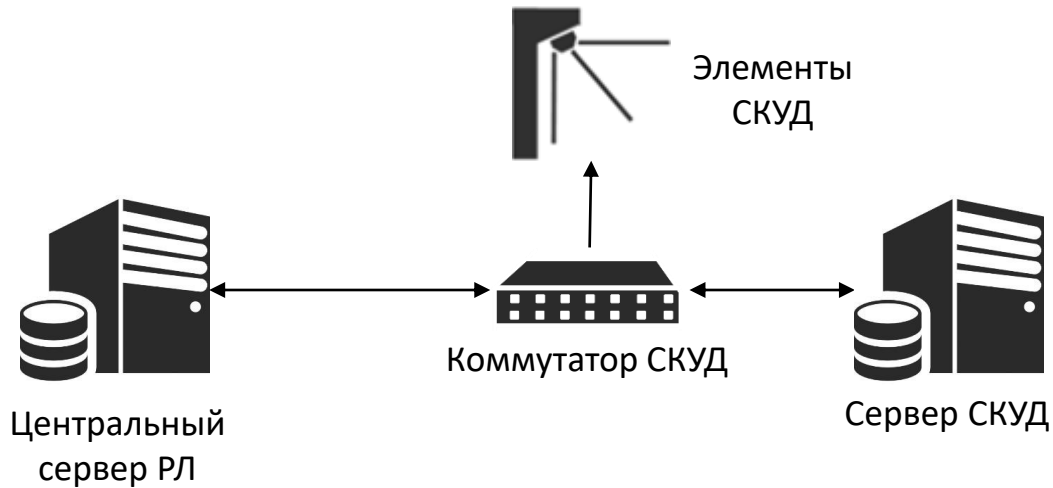 Элементы
СКУД
Коммутатор СКУД
Центральный
сервер РЛ
Сервер СКУД